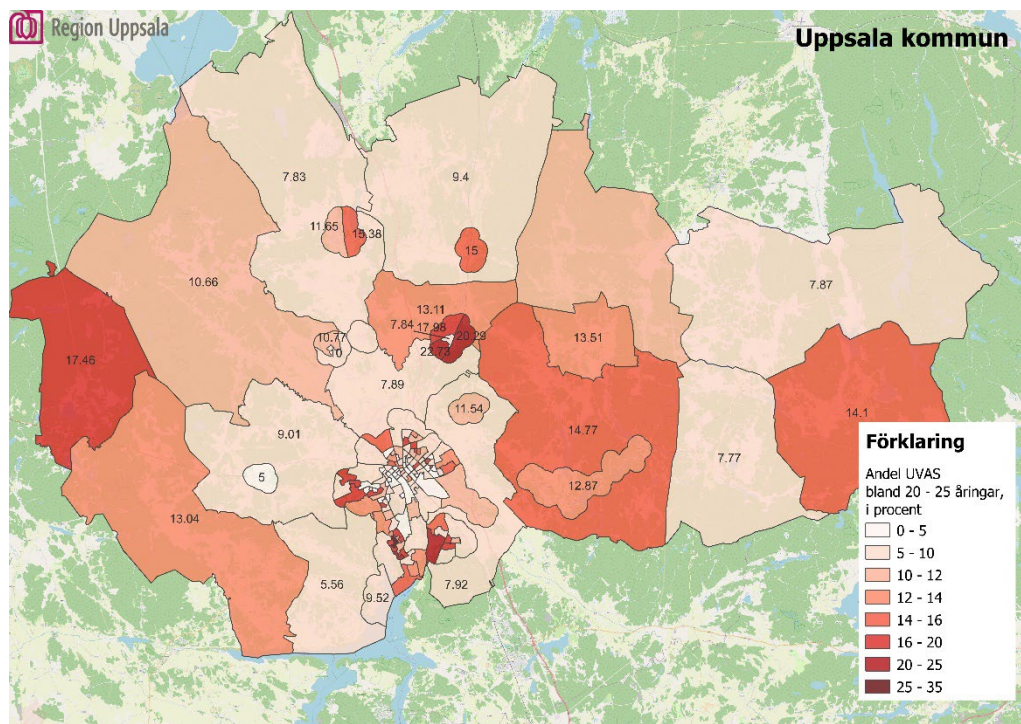 Region Uppsala
Uppsala kommun
7.83
9.4
11.65
15.38
15
10.66
7.87
13.11
7.84
17.98
20.29
22.73
10.77
10
13.51
17.46
7.89
11.54
14.1
9.01
14.77
7.77
5
12.87
13.04
5.56
9.52
7.92
Förklaring
Andel UVAS
bland 20 - 25 åringar,
i procent
0 - 5
5 - 10
10 - 12
12 - 14
14 - 16
16 - 20
20 - 25
25 - 35